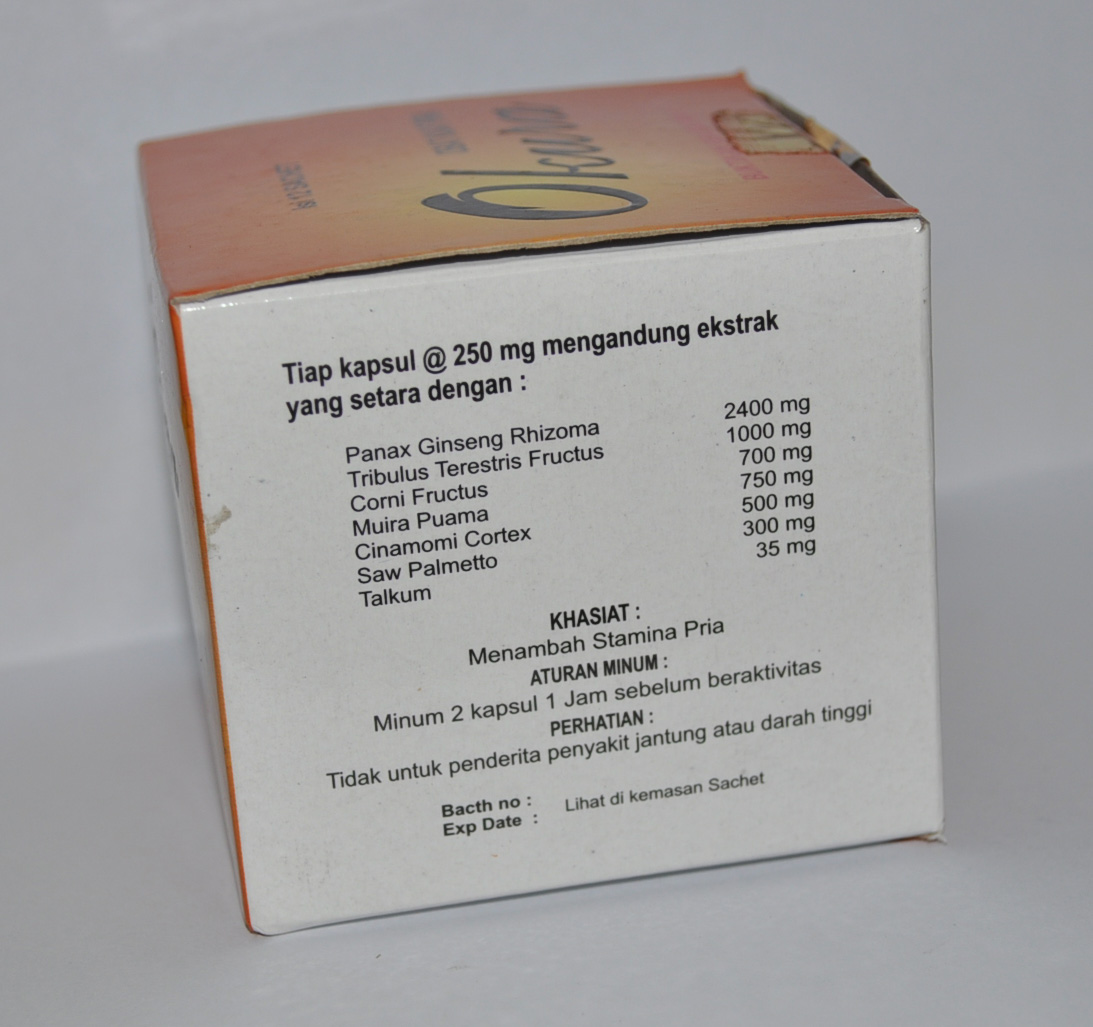 Isi 12 SACHET
Tiap kapsul @ 250 mg mengandung ekstrak
yang setara dengan :
Panax Ginseng Rhizoma 2400 mg
Tribulus Terestris Fructus 1000 mg
Corni Fructus 700 mg
Muira Puama 750 mg
Cinamomi Cortex 500 mg
Saw Palmetto 300 mg
Talkum 35 mg
KHASIAT :
Menambah Stamina Pria
ATURAN MINUM :
Minum 2 kapsul 1 Jam sebelum beraktivitas
PERHATIAN :
Tidak untuk penderita penyakit jantung atau darah tinggi
Bacth no :
Exp Date :
Lihat di kemasan Sachet